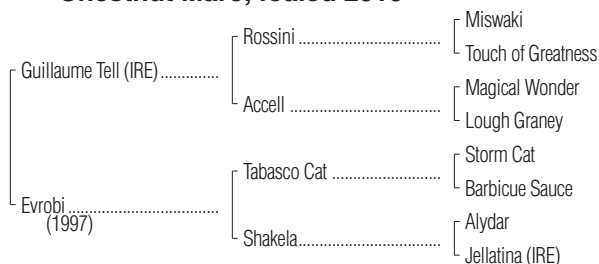 Miswaki
Rossini
Touch of Greatness
Guillaume Tell (IRE)
Magical Wonder
Accell
Lough Graney
Storm Cat
Tabasco Cat
Barbicue Sauce
Evrobi
(1997)
Alydar
Shakela
Jellatina (IRE)